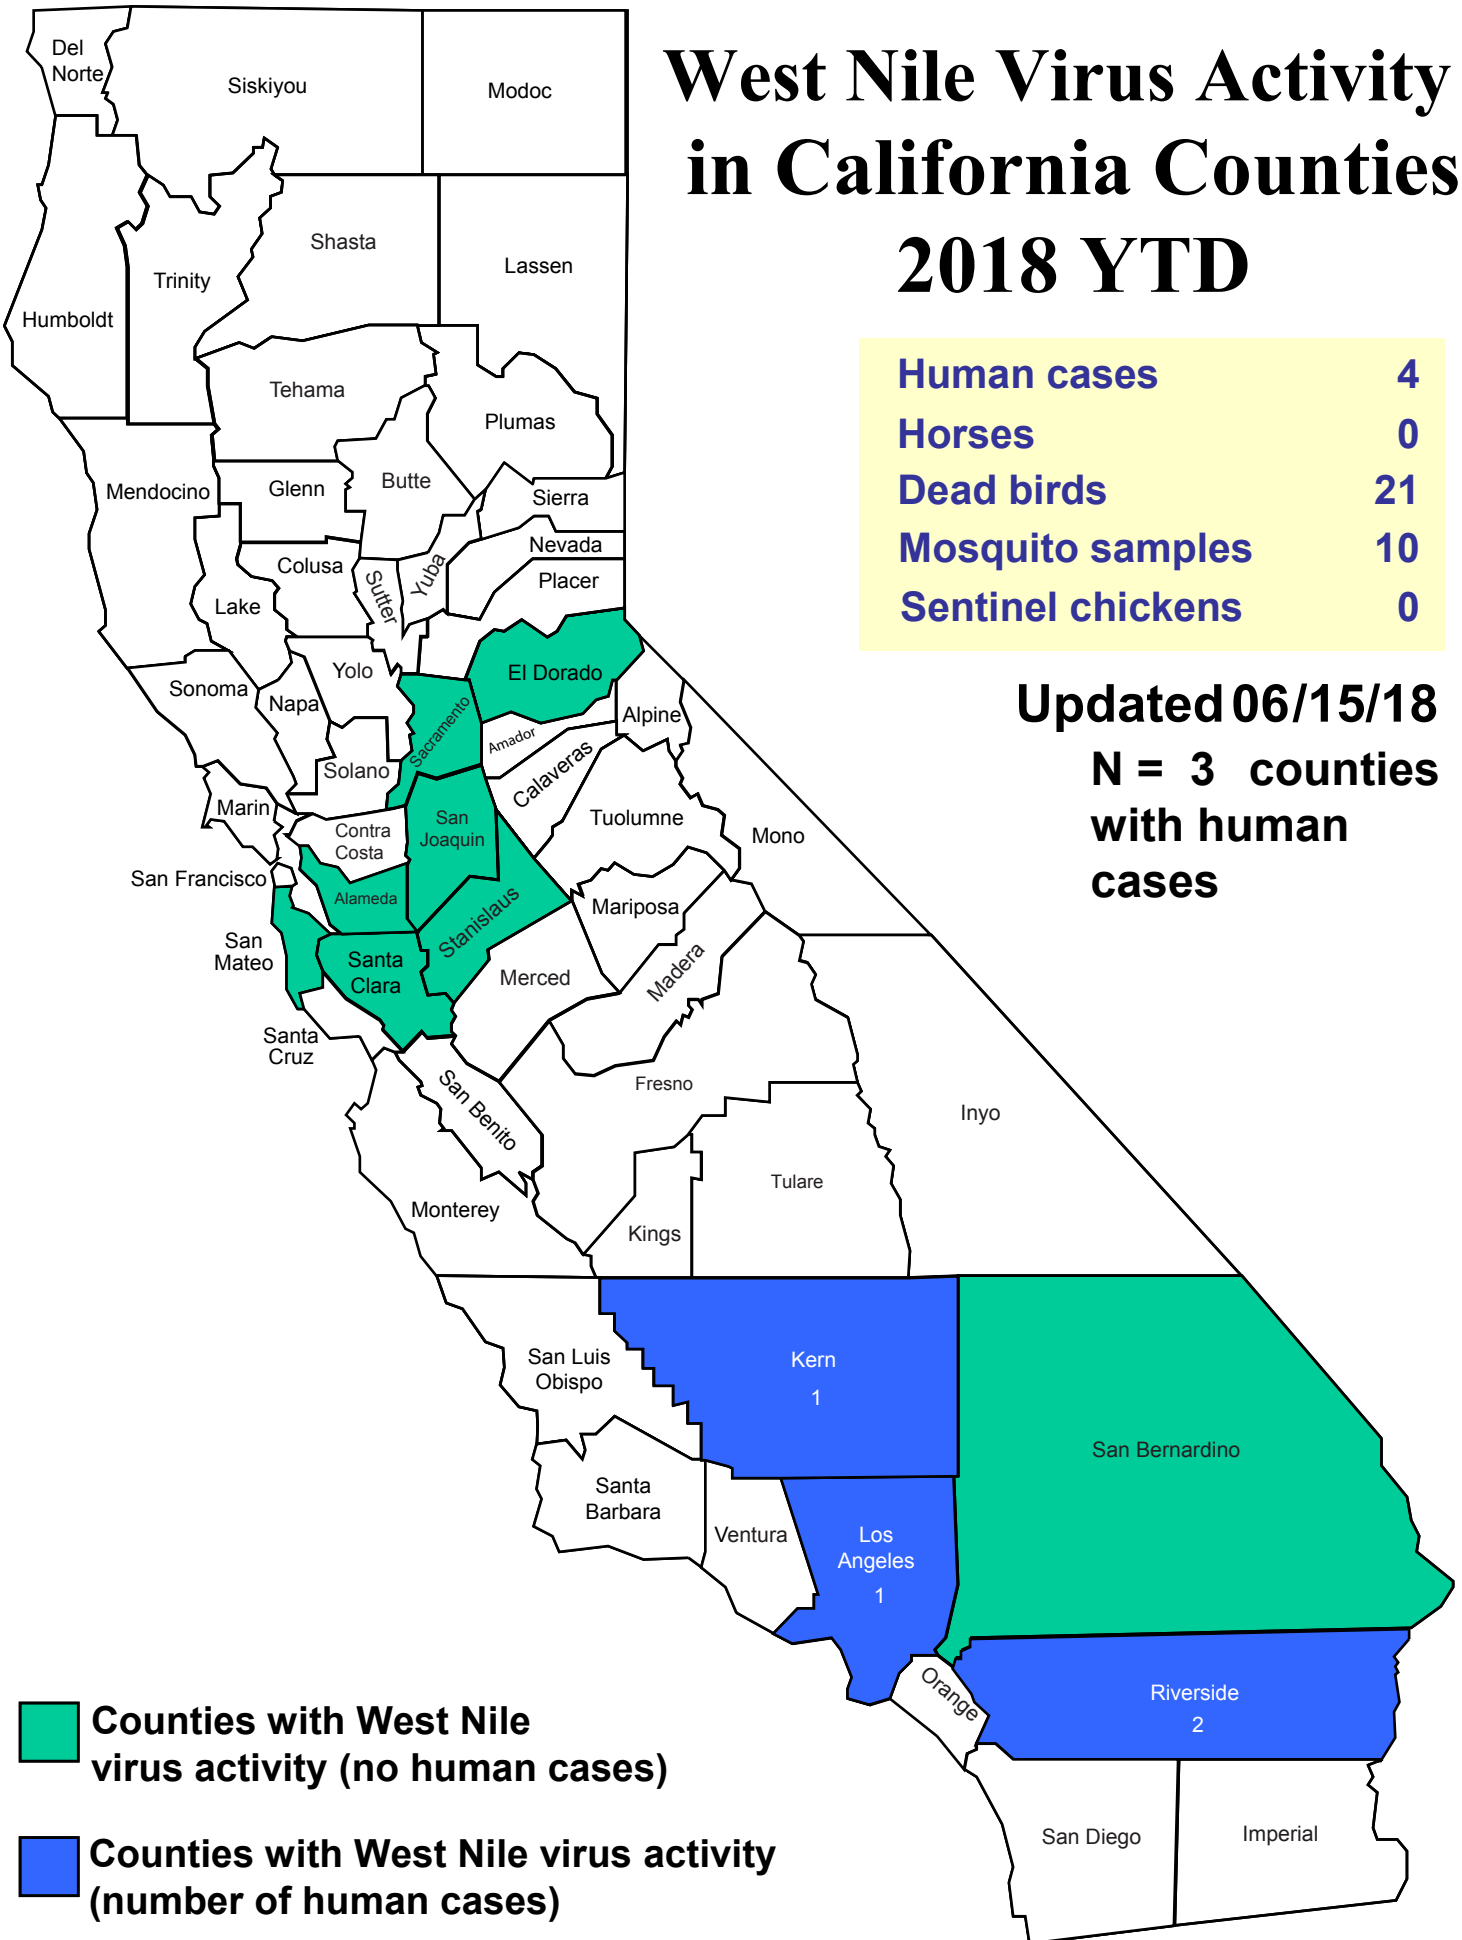 West Nile Virus Activity
in California Counties
2018 YTD
Human cases 4
Horses 0
Dead birds 21
Mosquito samples 10
Sentinel chickens 0
Updated 06/15/18
N = 3 counties
with human
cases
Del
Norte
Siskiyou
Modoc
Shasta
Lassen
Trinity
Humboldt
Tehama
Plumas
Mendocino
Glenn
Butte
Sierra
Nevada
Colusa
Sutter
Yuba
Placer
Lake
Yolo
El Dorado
Sonoma
Napa
Sacramento
Alpine
Amador
Solano
Calaveras
Marin
San
Joaquin
Tuolumne
Contra
Costa
Mono
San Francisco
Alameda
Stanislaus
Mariposa
San
Mateo
Santa
Clara
Merced
Madera
Santa
Cruz
San Benito
Fresno
Inyo
Tulare
Monterey
Kings
San Luis
Obispo
Kern
1
San Bernardino
Santa
Barbara
Ventura
Los
Angeles
1
Orange
Riverside
2
San Diego
Imperial
Counties with West Nile
virus activity (no human cases)
Counties with West Nile virus activity
(number of human cases)